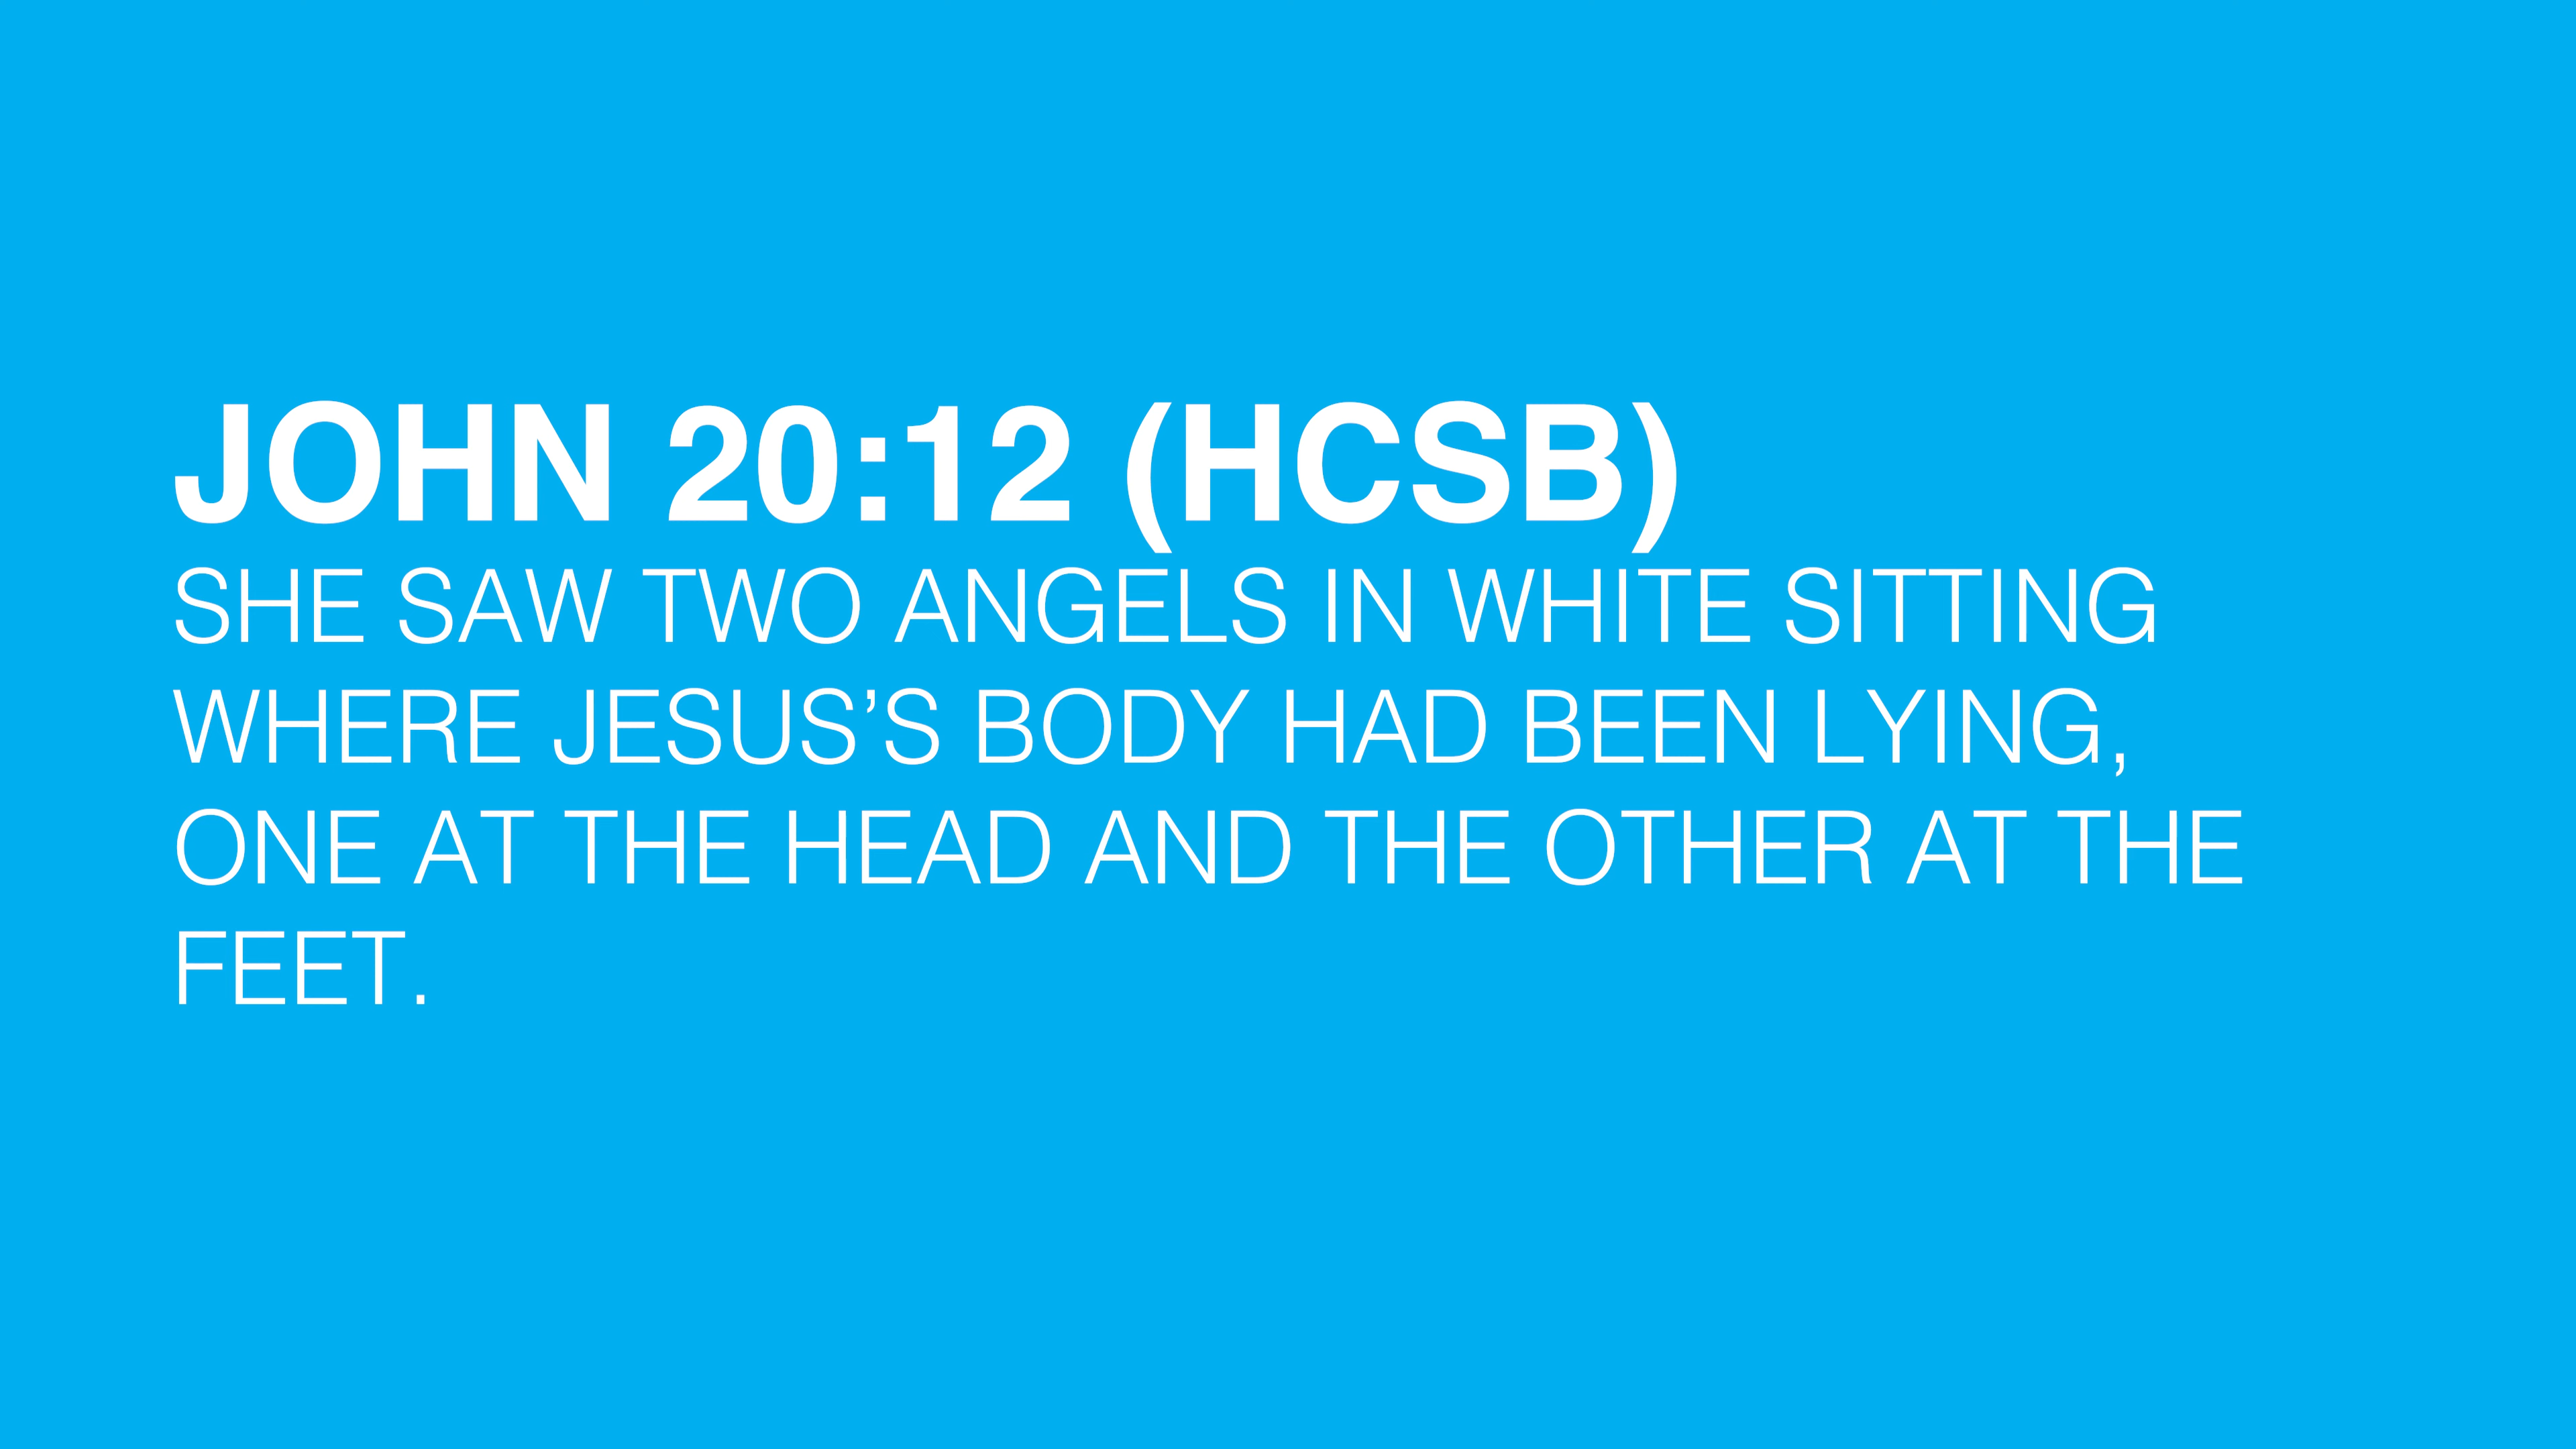 JOHN 20:12 (HCSB)
SHE SAW TWO ANGELS IN WHITE SITTING
WHERE JESUS’S BODY HAD BEEN LYING,
ONE AT THE HEAD AND THE OTHER AT THE
FEET.